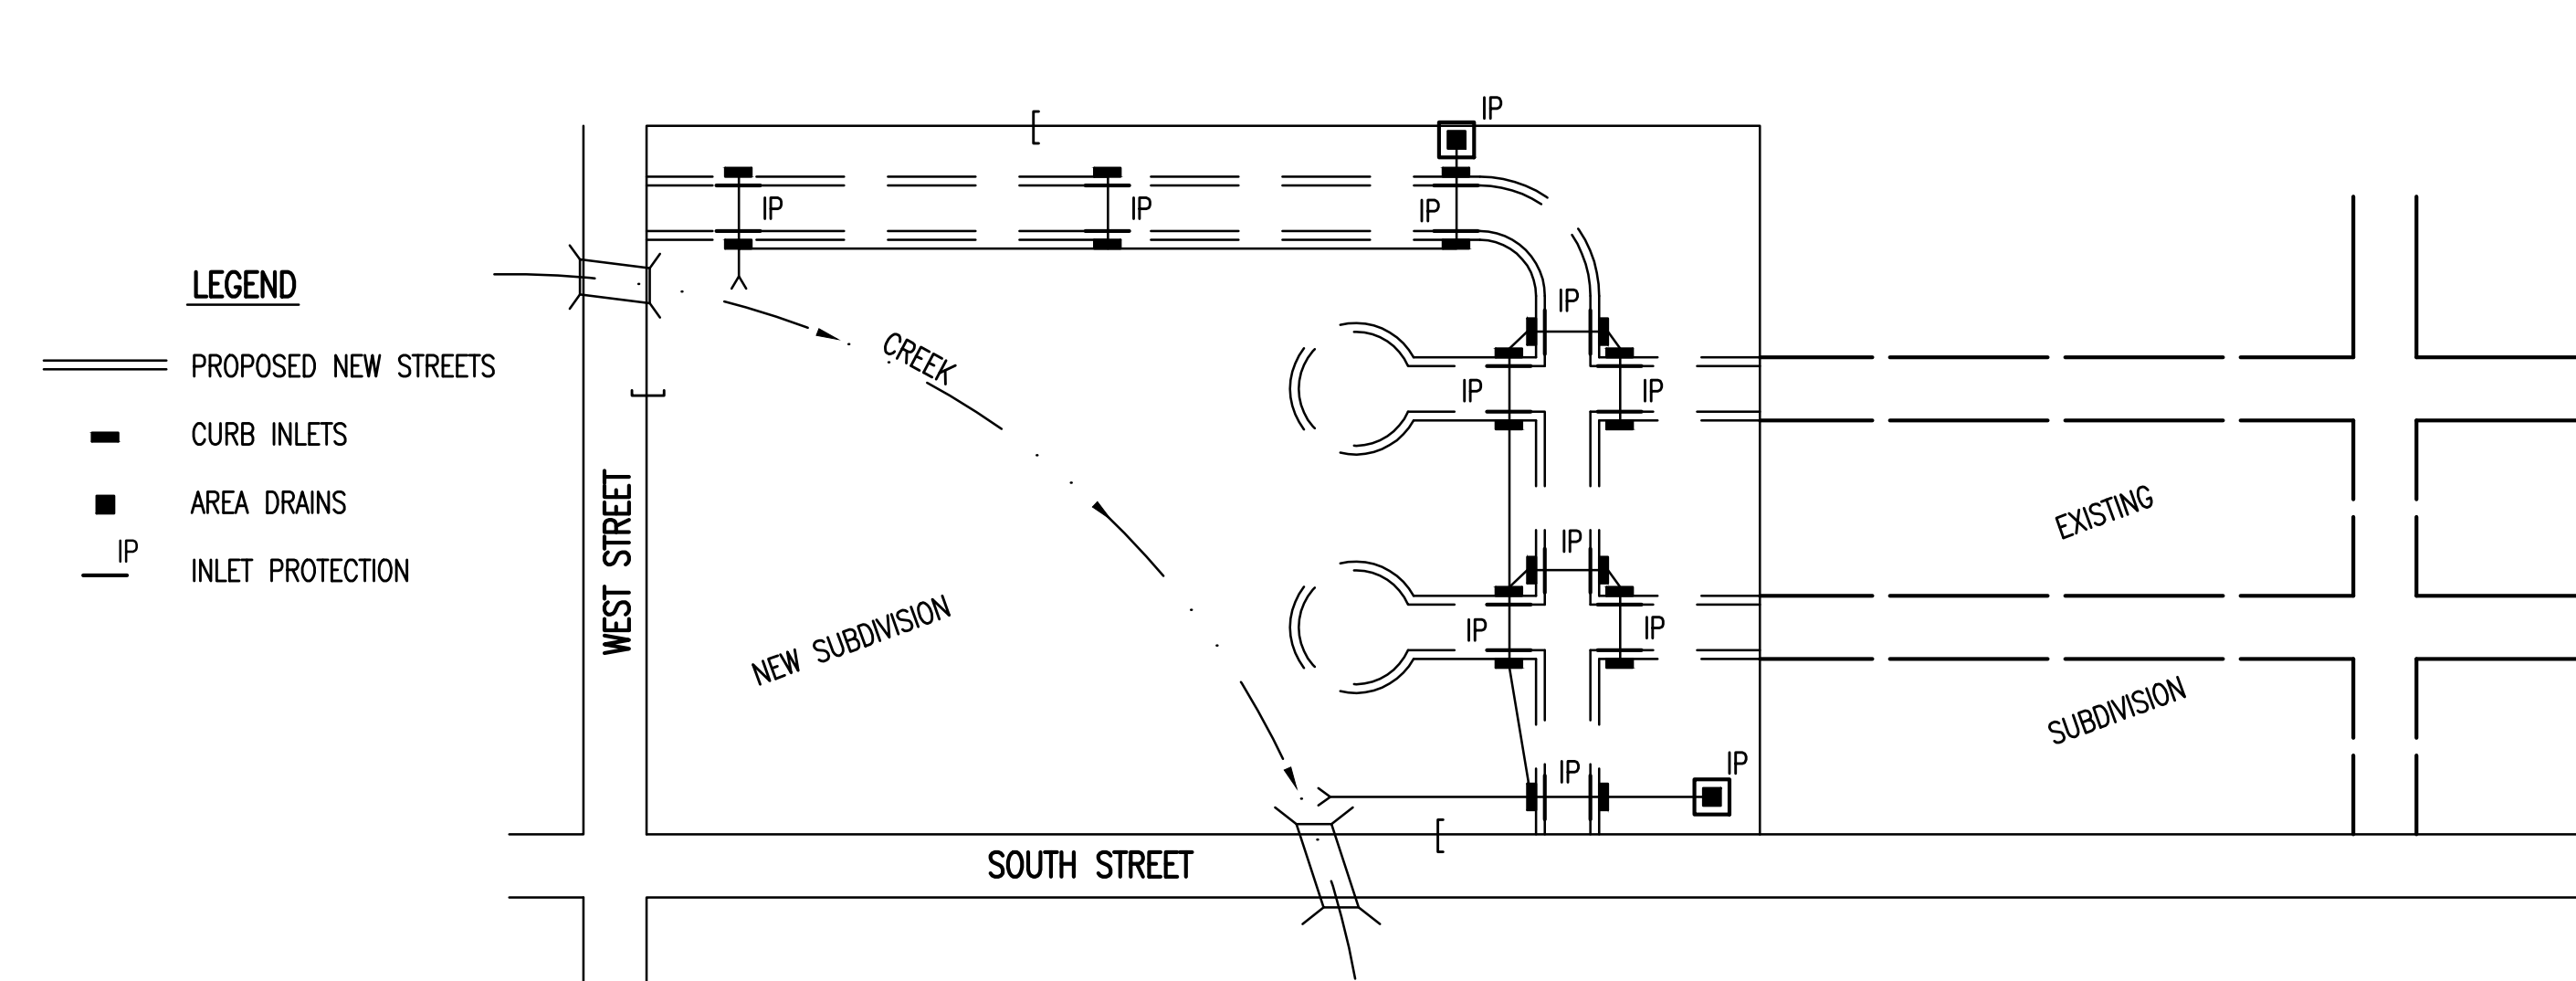 IP
IP
IP
IP
LEGEND
PROPOSED NEW STREETS
CURB INLETS
AREA DRAINS
IP
INLET PROTECTION
CREEK
IP
IP
IP
WEST STREET
NEW SUBDIVISION
EXISTING
IP
IP
IP
SUBDIVISION
IP
IP
SOUTH STREET